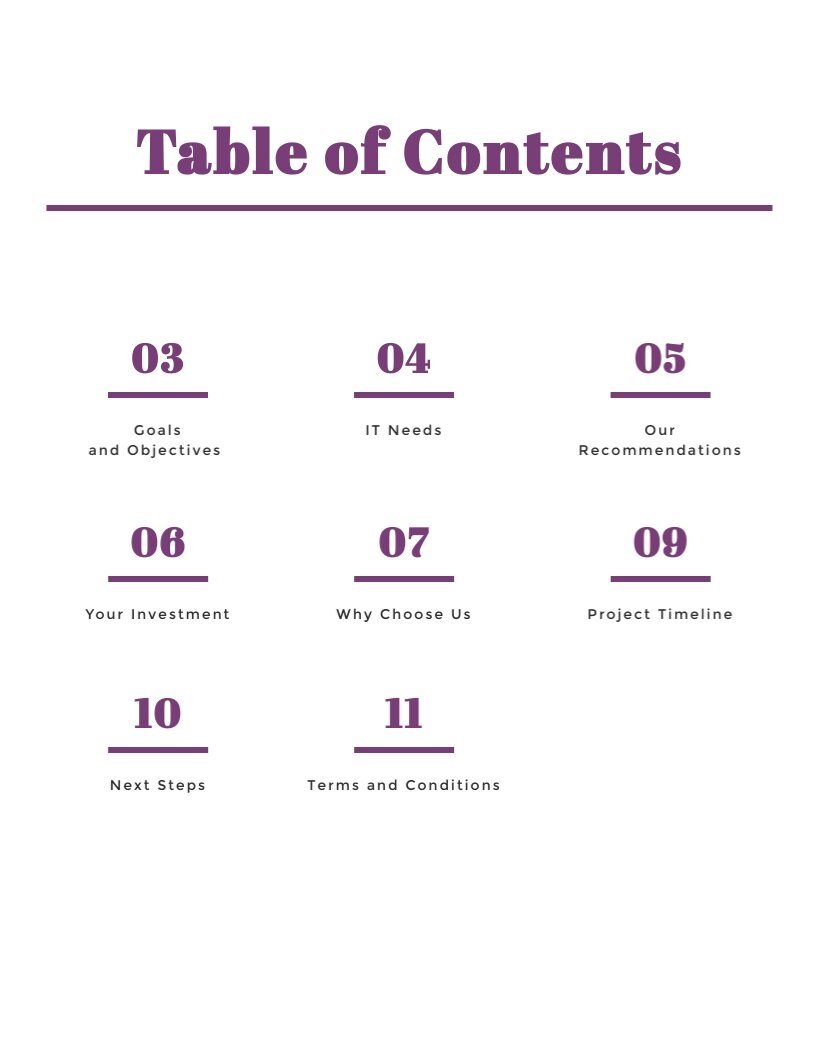 Table of Contents
03
Goals
and Objectives
04
IT Needs
05
Our
Recommendations
06
Your Investment
07
Why Choose Us
09
Project Timeline
10
Next Steps
11
Terms and Conditions